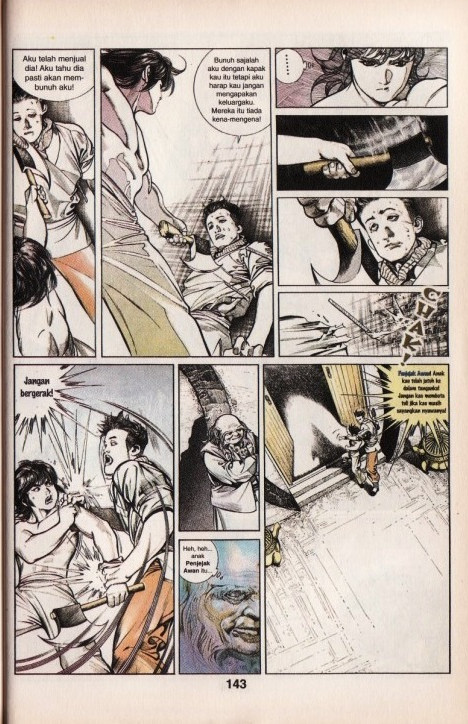 Aku telah menjual
dia! Aku tahu dia
pasti akan mem-
bunuh aku!
Bunuh sajalah
aku dengan kapak
kau itu tetapi aku
harap kau jangan
mengapakan
keluargaku.
Mereka itu tiada
kena-mengena!
CHAK!
Jangan
bergerak!
Penjejak Awan! Anak
kau telah jatuh ke
dalam tanganku!
Jangan kau membuta
tuli jika kau masih
sayangkan nyawanya!
Heh, heh...
anak
Penjejak
Awan itu...
143